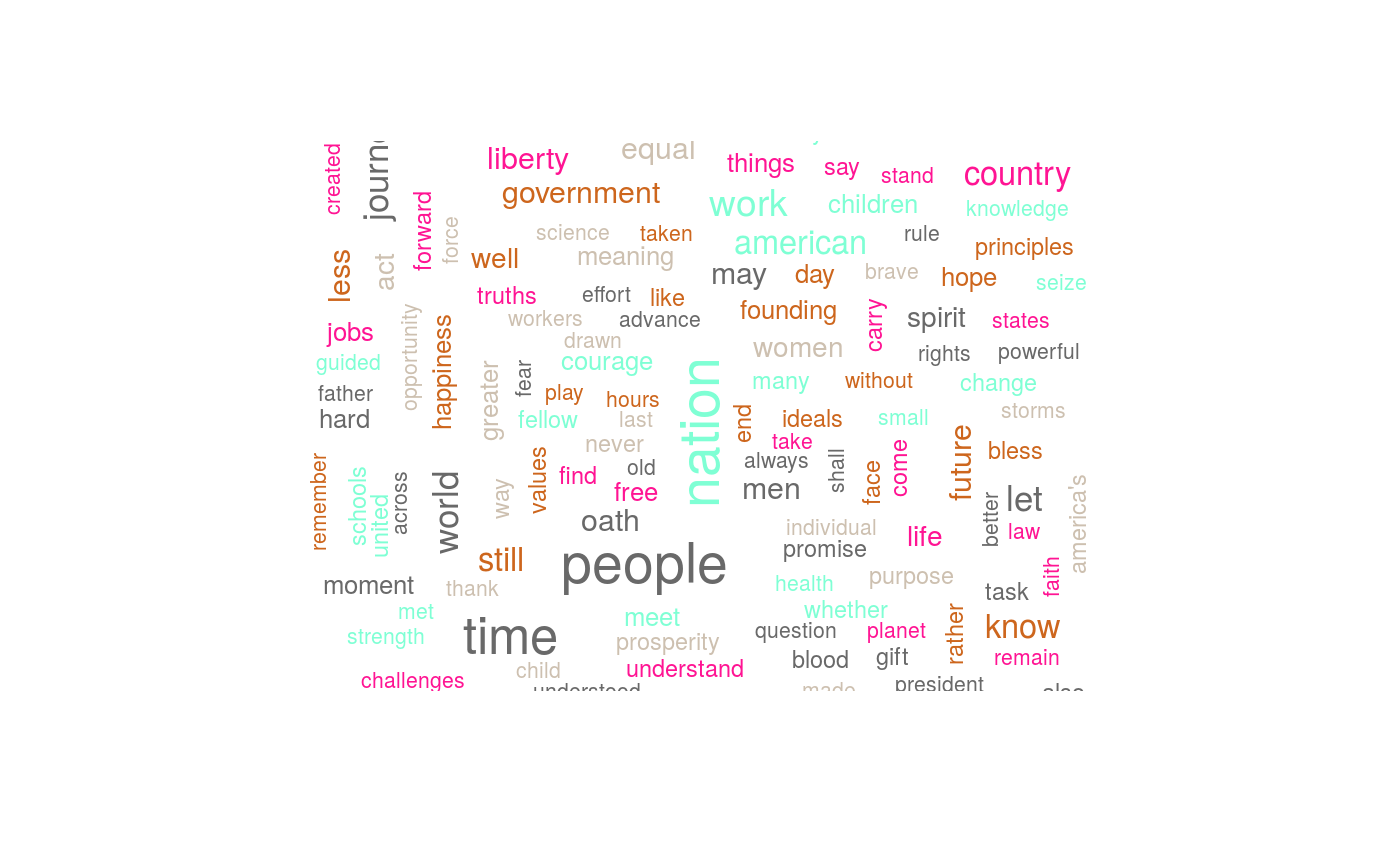 created
journ
liberty
equal
things
say
stand
country
government
work
children
knowledge
forward
force
science
taken
american
rule
principles
less
act
well
meaning
may
day
brave
hope
seize
truths
effort
like
founding
carry
spirit
states
jobs
opportunity
happiness
workers
advance
drawn
women
rights
powerful
guided
greater
fear
courage
nation
many
without
change
father
play
hours
hard
fellow
last
end
ideals
small
storms
never
take
always
shall
face
come
future
bless
remember
schools
united
across
world
way
values
find
old
free
men
let
america's
oath
individual
life
better
law
promise
still
people
moment
thank
health
purpose
task
faith
met
meet
whether
strength
time
prosperity
question
planet
rather
know
child
understand
blood
gift
remain
challenges
understood
made
president
also